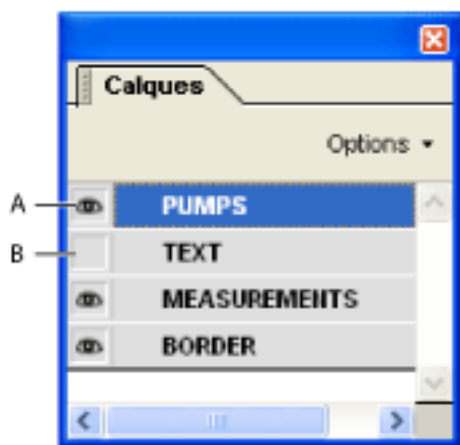 Calques
Options
A PUMPS
B TEXT
MEASUREMENTS
BORDER